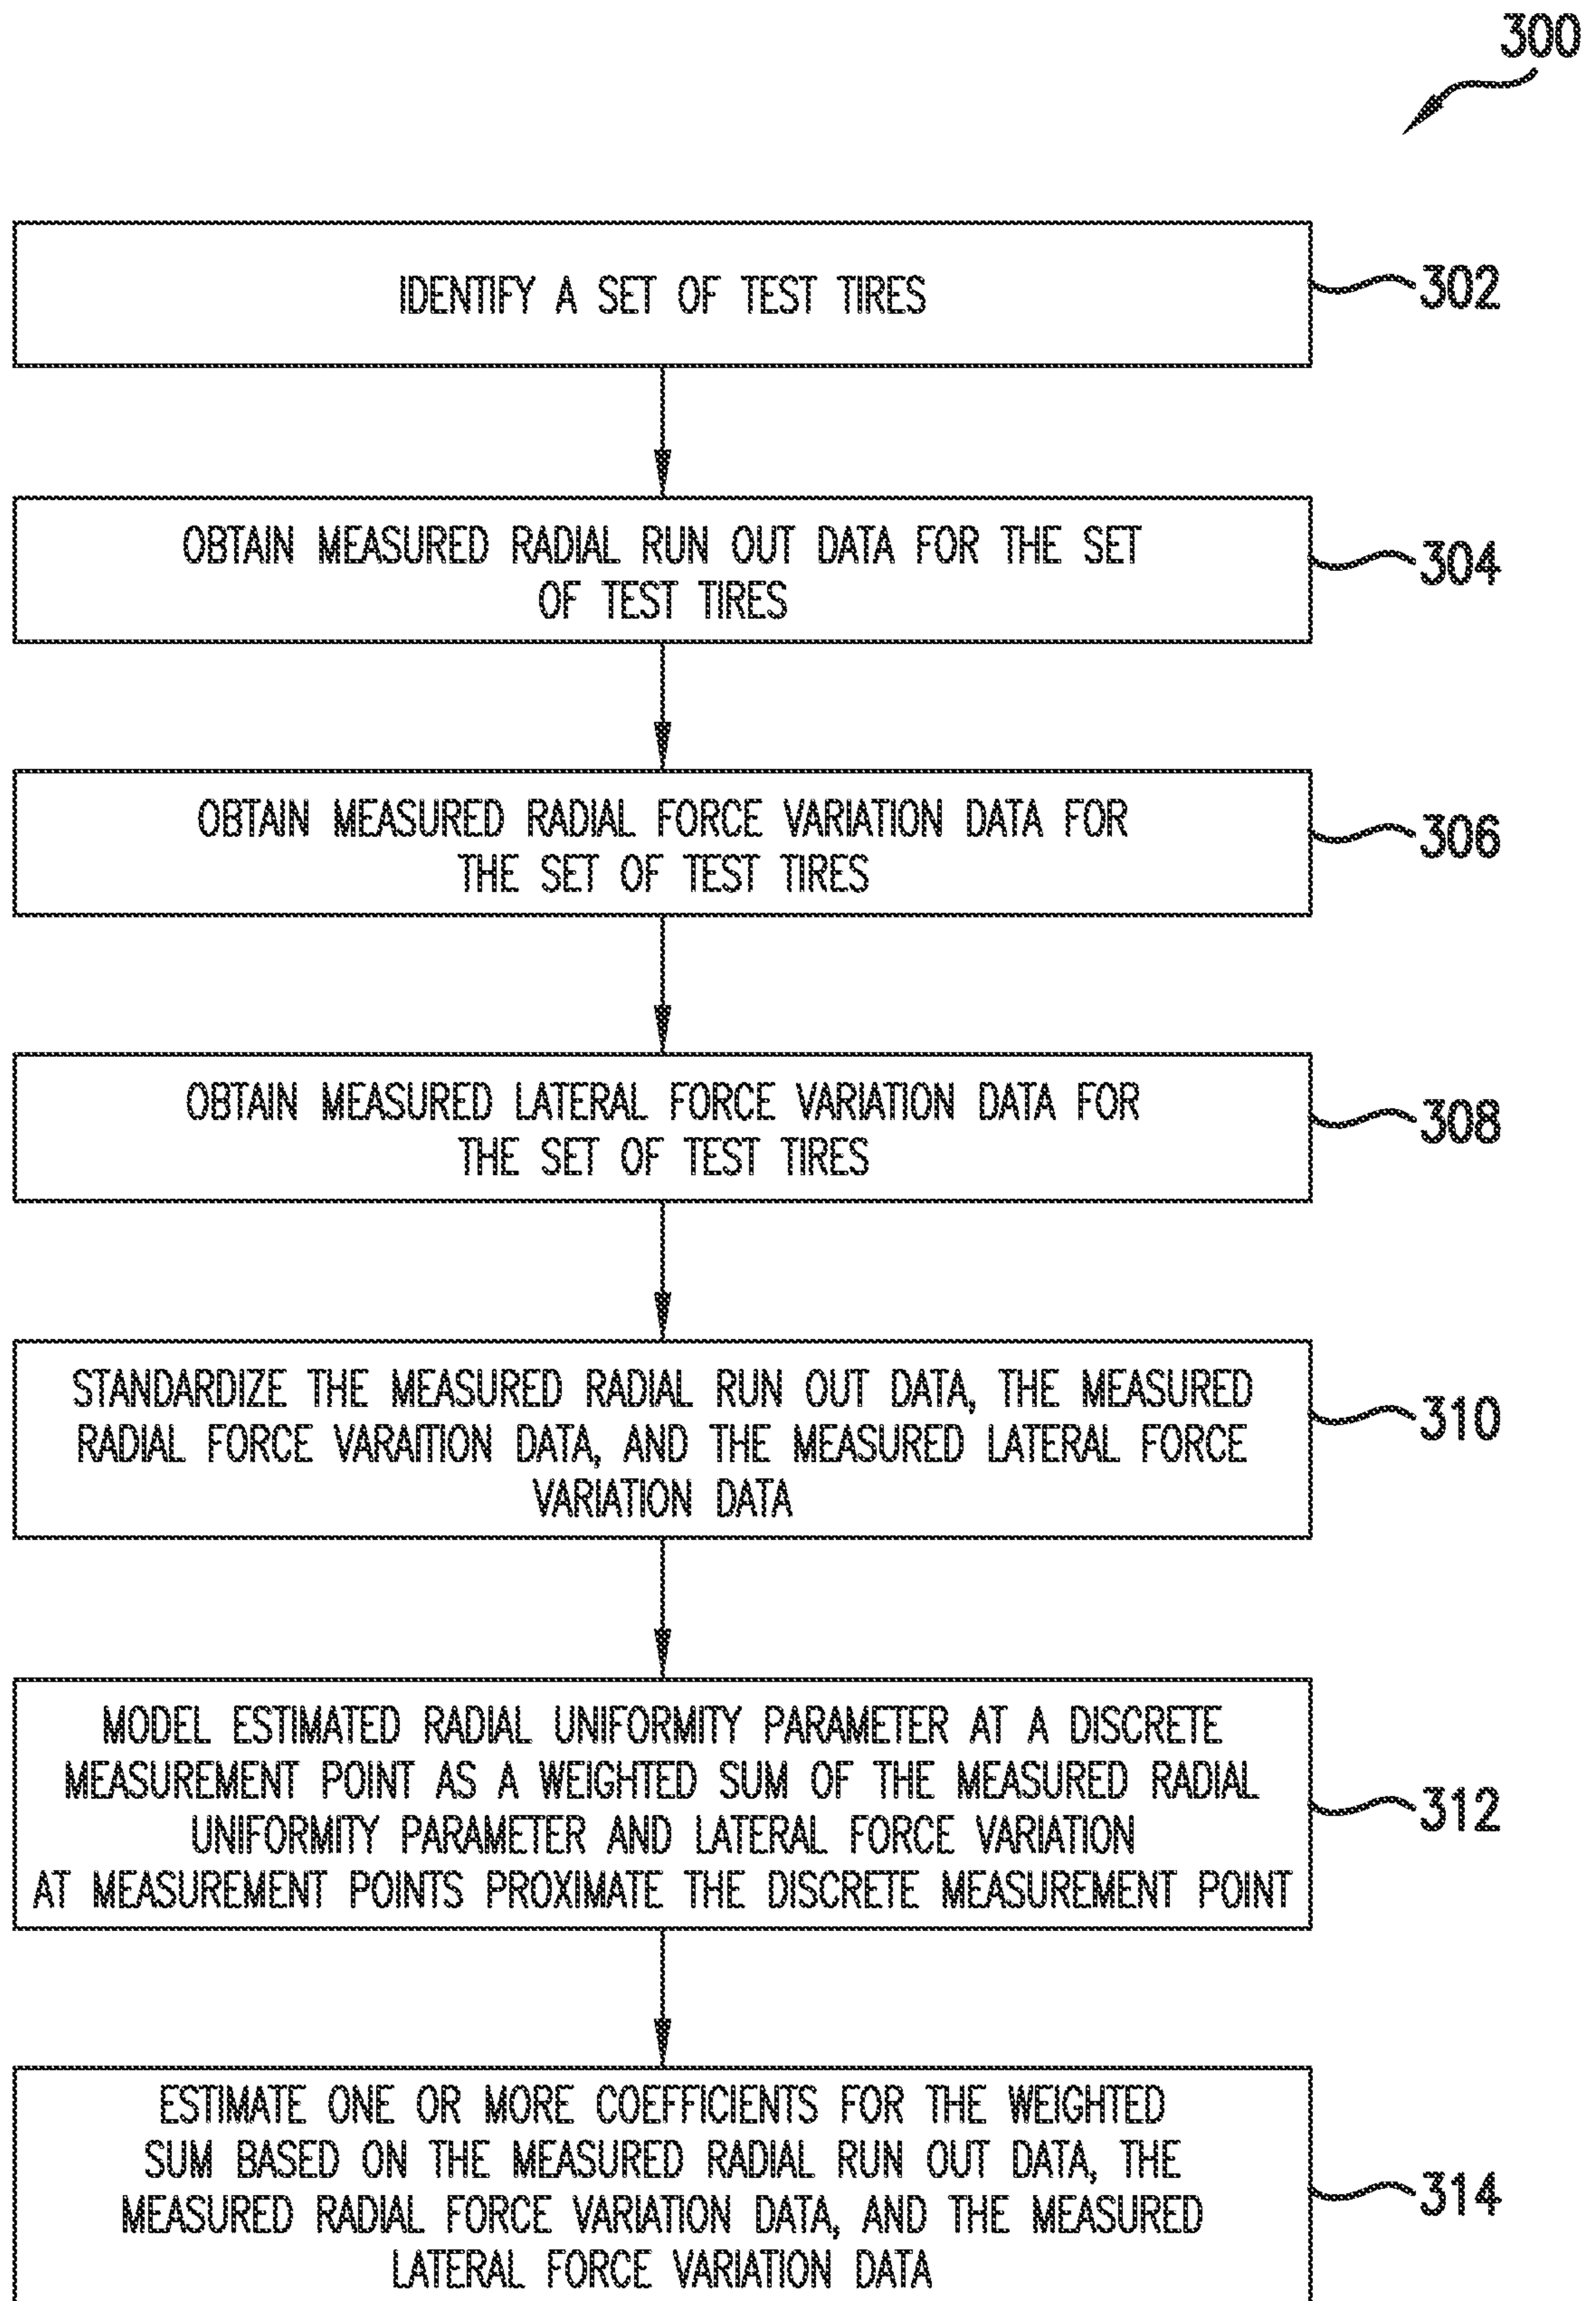 300
IDENTIFY A SET OF TEST TIRES
302
OBTAIN MEASURED RADIAL RUN OUT DATA FOR THE SET
OF TEST TIRES
304
OBTAIN MEASURED RADIAL FORCE VARIATION DATA FOR
THE SET OF TEST TIRES
306
OBTAIN MEASURED LATERAL FORCE VARIATION DATA FOR
THE SET OF TEST TIRES
308
STANDARDIZE THE MEASURED RADIAL RUN OUT DATA, THE MEASURED
RADIAL FORCE VARAITION DATA, AND THE MEASURED LATERAL FORCE
VARIATION DATA
310
MODEL ESTIMATED RADIAL UNIFORMITY PARAMETER AT A DISCRETE
MEASUREMENT POINT AS A WEIGHTED SUM OF THE MEASURED RADIAL
UNIFORMITY PARAMETER AND LATERAL FORCE VARIATION
AT MEASUREMENT POINTS PROXIMATE THE DISCRETE MEASUREMENT POINT
312
ESTIMATE ONE OR MORE COEFFICIENTS FOR THE WEIGHTED
SUM BASED ON THE MEASURED RADIAL RUN OUT DATA, THE
MEASURED RADIAL FORCE VARIATION DATA, AND THE MEASURED
LATERAL FORCE VARIATION DATA
314